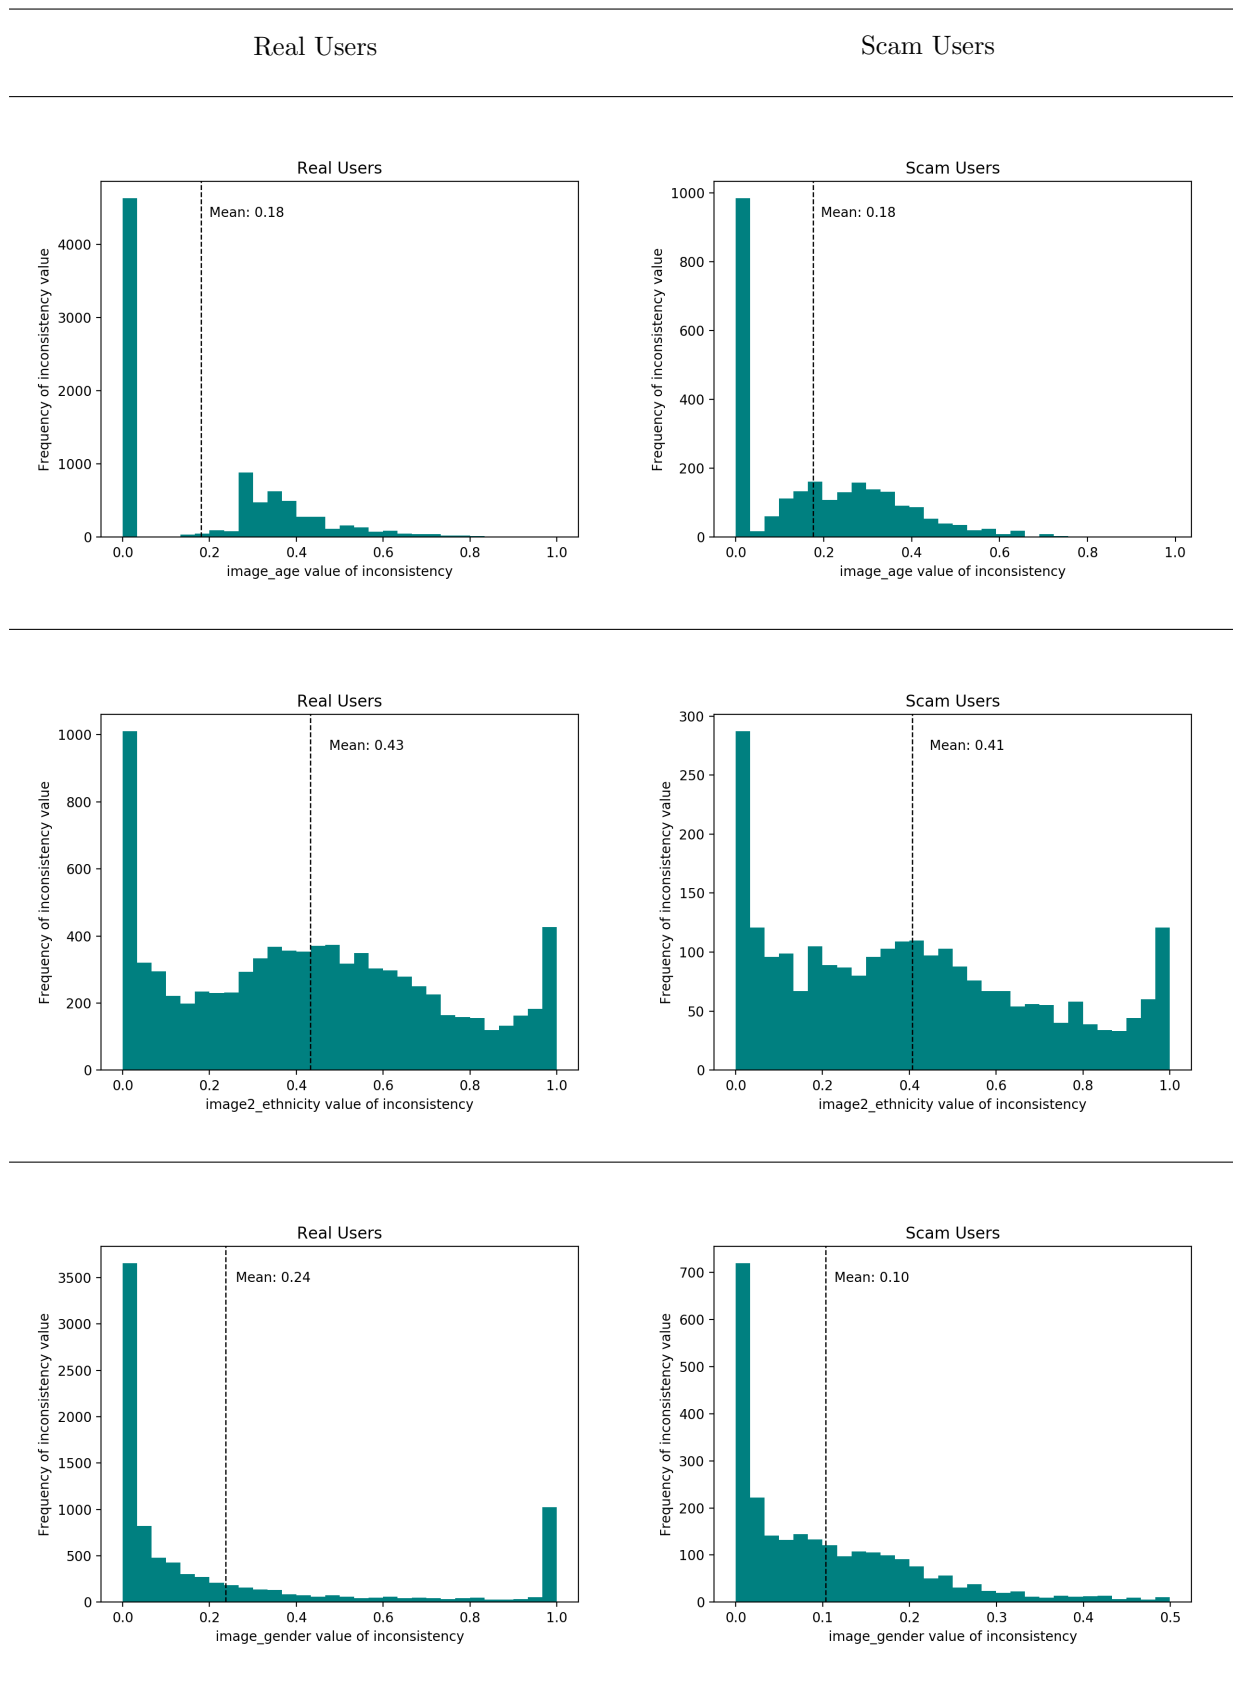 Real Users
Scam Users
Real Users
Mean: 0.18
Frequency of inconsistency value
4000
3000
2000
1000
0
0.0 0.2 0.4 0.6 0.8 1.0
image_age value of inconsistency
Scam Users
Mean: 0.18
Frequency of inconsistency value
1000
800
600
400
200
0
0.0 0.2 0.4 0.6 0.8 1.0
image_age value of inconsistency
Real Users
Mean: 0.43
Frequency of inconsistency value
1000
800
600
400
200
0
0.0 0.2 0.4 0.6 0.8 1.0
image2_ethnicity value of inconsistency
Scam Users
Mean: 0.41
Frequency of inconsistency value
300
250
200
150
100
50
0
0.0 0.2 0.4 0.6 0.8 1.0
image2_ethnicity value of inconsistency
Real Users
Mean: 0.24
Frequency of inconsistency value
3500
3000
2500
2000
1500
1000
500
0
0.0 0.2 0.4 0.6 0.8 1.0
image_gender value of inconsistency
Scam Users
Mean: 0.10
Frequency of inconsistency value
700
600
500
400
300
200
100
0
0.0 0.1 0.2 0.3 0.4 0.5
image_gender value of inconsistency